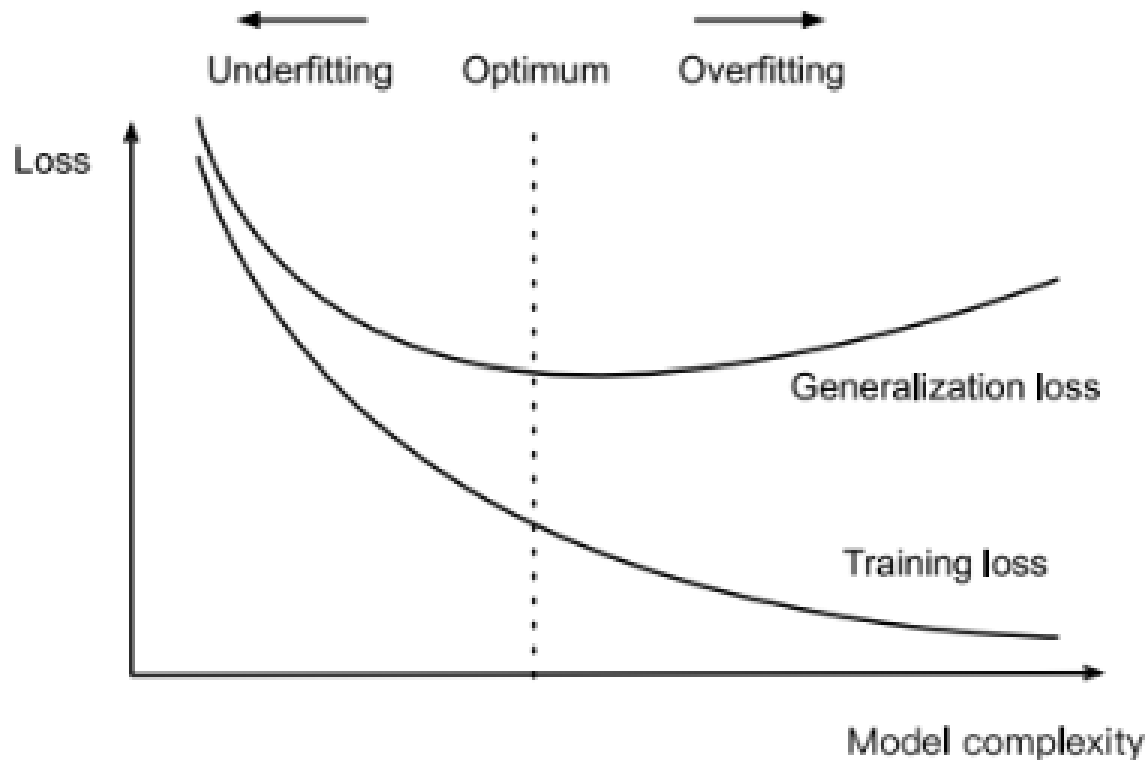 Underfitting Optimum Overfitting
Loss
Generalization loss
Training loss
Model complexity